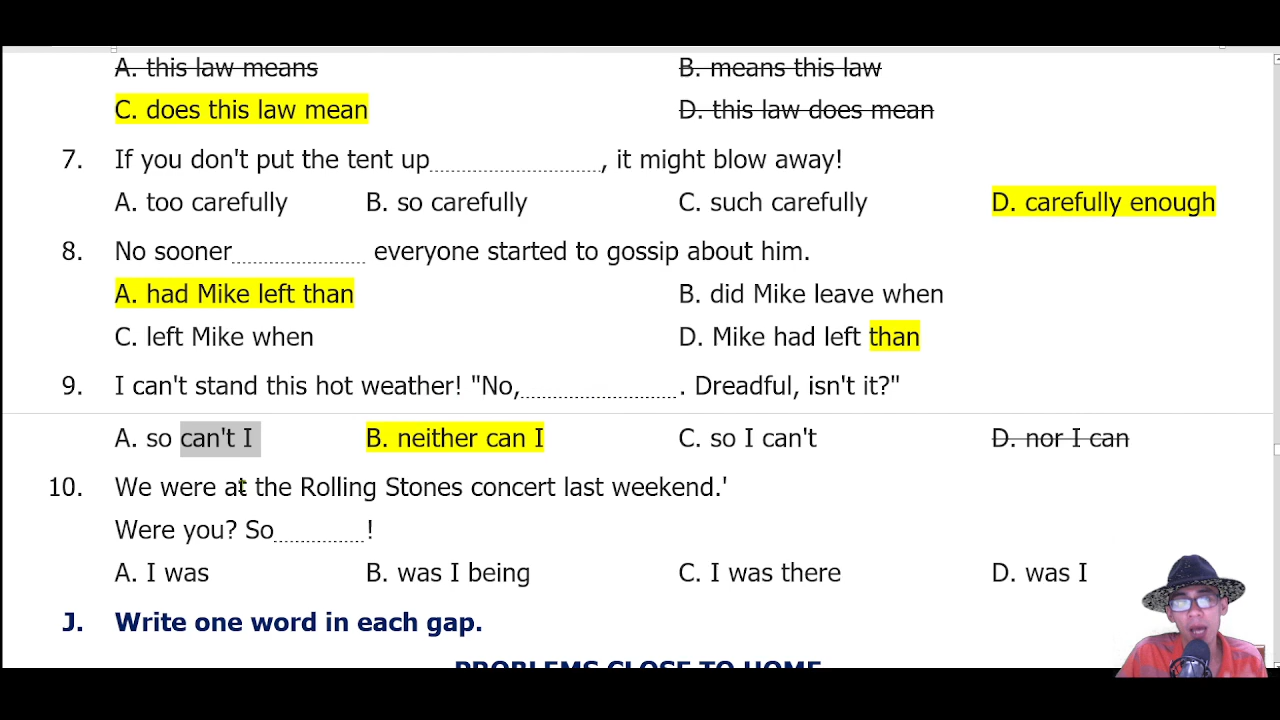 A. this law means B. means this law
C. does this law mean D. this law does mean
7. If you don't put the tent up....................., it might blow away!
A. too carefully B. so carefully C. such carefully D. carefully enough
8. No sooner.................. everyone started to gossip about him.
A. had Mike left than B. did Mike leave when
C. left Mike when D. Mike had left than
9. I can't stand this hot weather! "No,..................... . Dreadful, isn't it?"
A. so can't I B. neither can I C. so I can't D. nor I can
10. We were at the Rolling Stones concert last weekend.'
Were you? So............!
A. I was B. was I being C. I was there D. was I
J. Write one word in each gap.
PROBLEMS CLOSE TO HOME